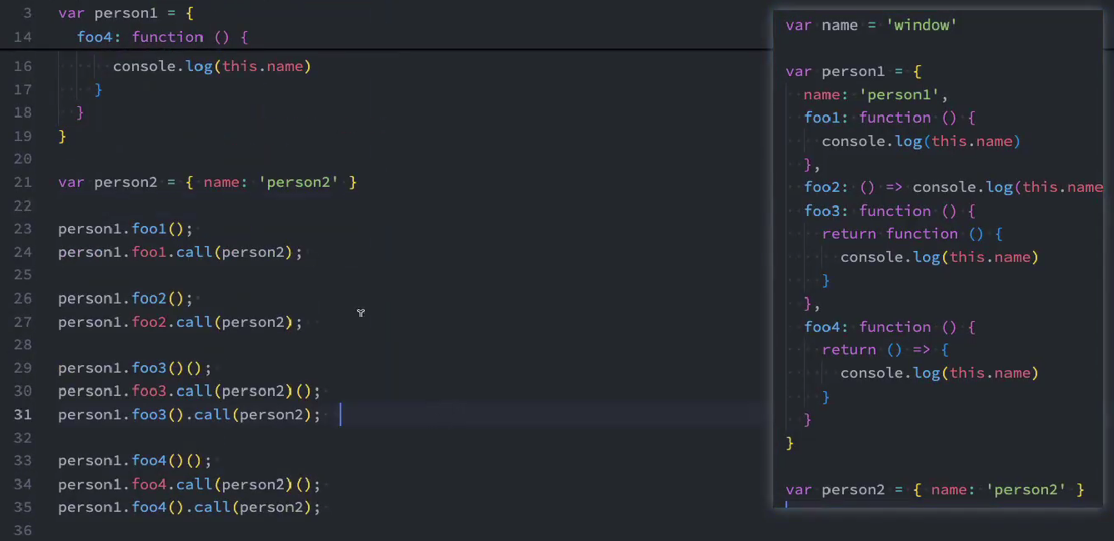 3 var person1 = {
14 foo4: function () {
16 console.log(this.name)
17 }
18 }
19 }
20
21 var person2 = { name: 'person2' }
22
23 person1.foo1();
24 person1.foo1.call(person2);
25
26 person1.foo2();
27 person1.foo2.call(person2);
28
29 person1.foo3()();
30 person1.foo3.call(person2)();
31 person1.foo3().call(person2);
32
33 person1.foo4()();
34 person1.foo4.call(person2)();
35 person1.foo4().call(person2);
36
var name = 'window'
var person1 = {
name: 'person1',
foo1: function () {
console.log(this.name)
},
foo2: () => console.log(this.name
foo3: function () {
return function () {
console.log(this.name)
}
},
foo4: function () {
return () => {
console.log(this.name)
}
}
}
var person2 = { name: 'person2' }